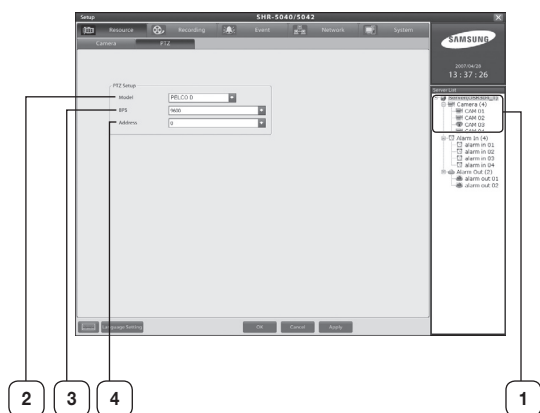 Setup
SHR-5040/5042
Resource
Recording
Event
Network
System
Camera
PTZ
SAMSUNG
2007/04/28
13 : 37 : 26
PTZ Setup
Model
PELCO D
BPS
9600
Address
0
Server List
Camera (4)
CAM 01
CAM 02
CAM 03
Alarm In (4)
alarm in 01
alarm in 02
alarm in 03
alarm in 04
Alarm Out (2)
alarm out 01
alarm out 02
Language Setting
OK
Cancel
Apply
2
3
4
1